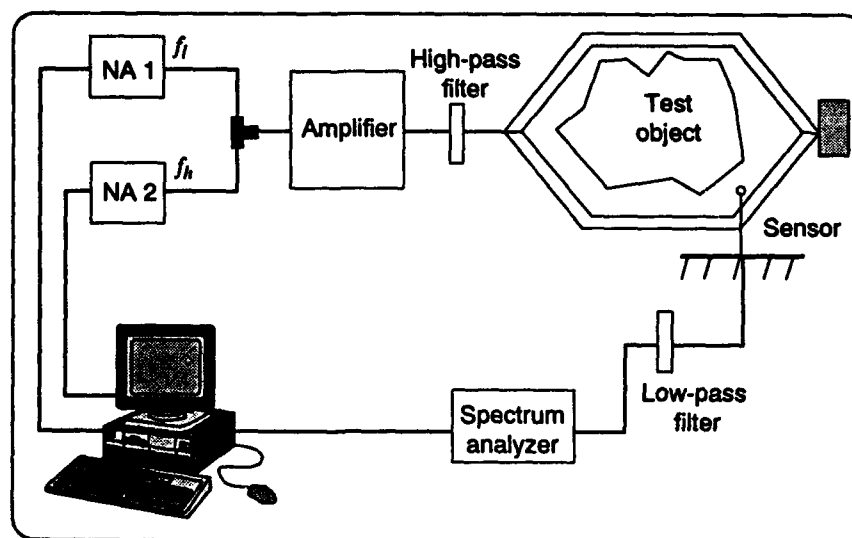 NA 1
f_l
High-pass
filter
Amplifier
Test
object
NA 2
f_h
Sensor
Low-pass
filter
Spectrum
analyzer